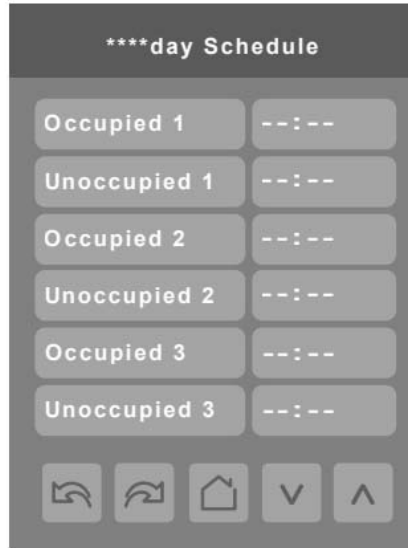 ****day Schedule
Occupied 1 --:--
Unoccupied 1 --:--
Occupied 2 --:--
Unoccupied 2 --:--
Occupied 3 --:--
Unoccupied 3 --:--